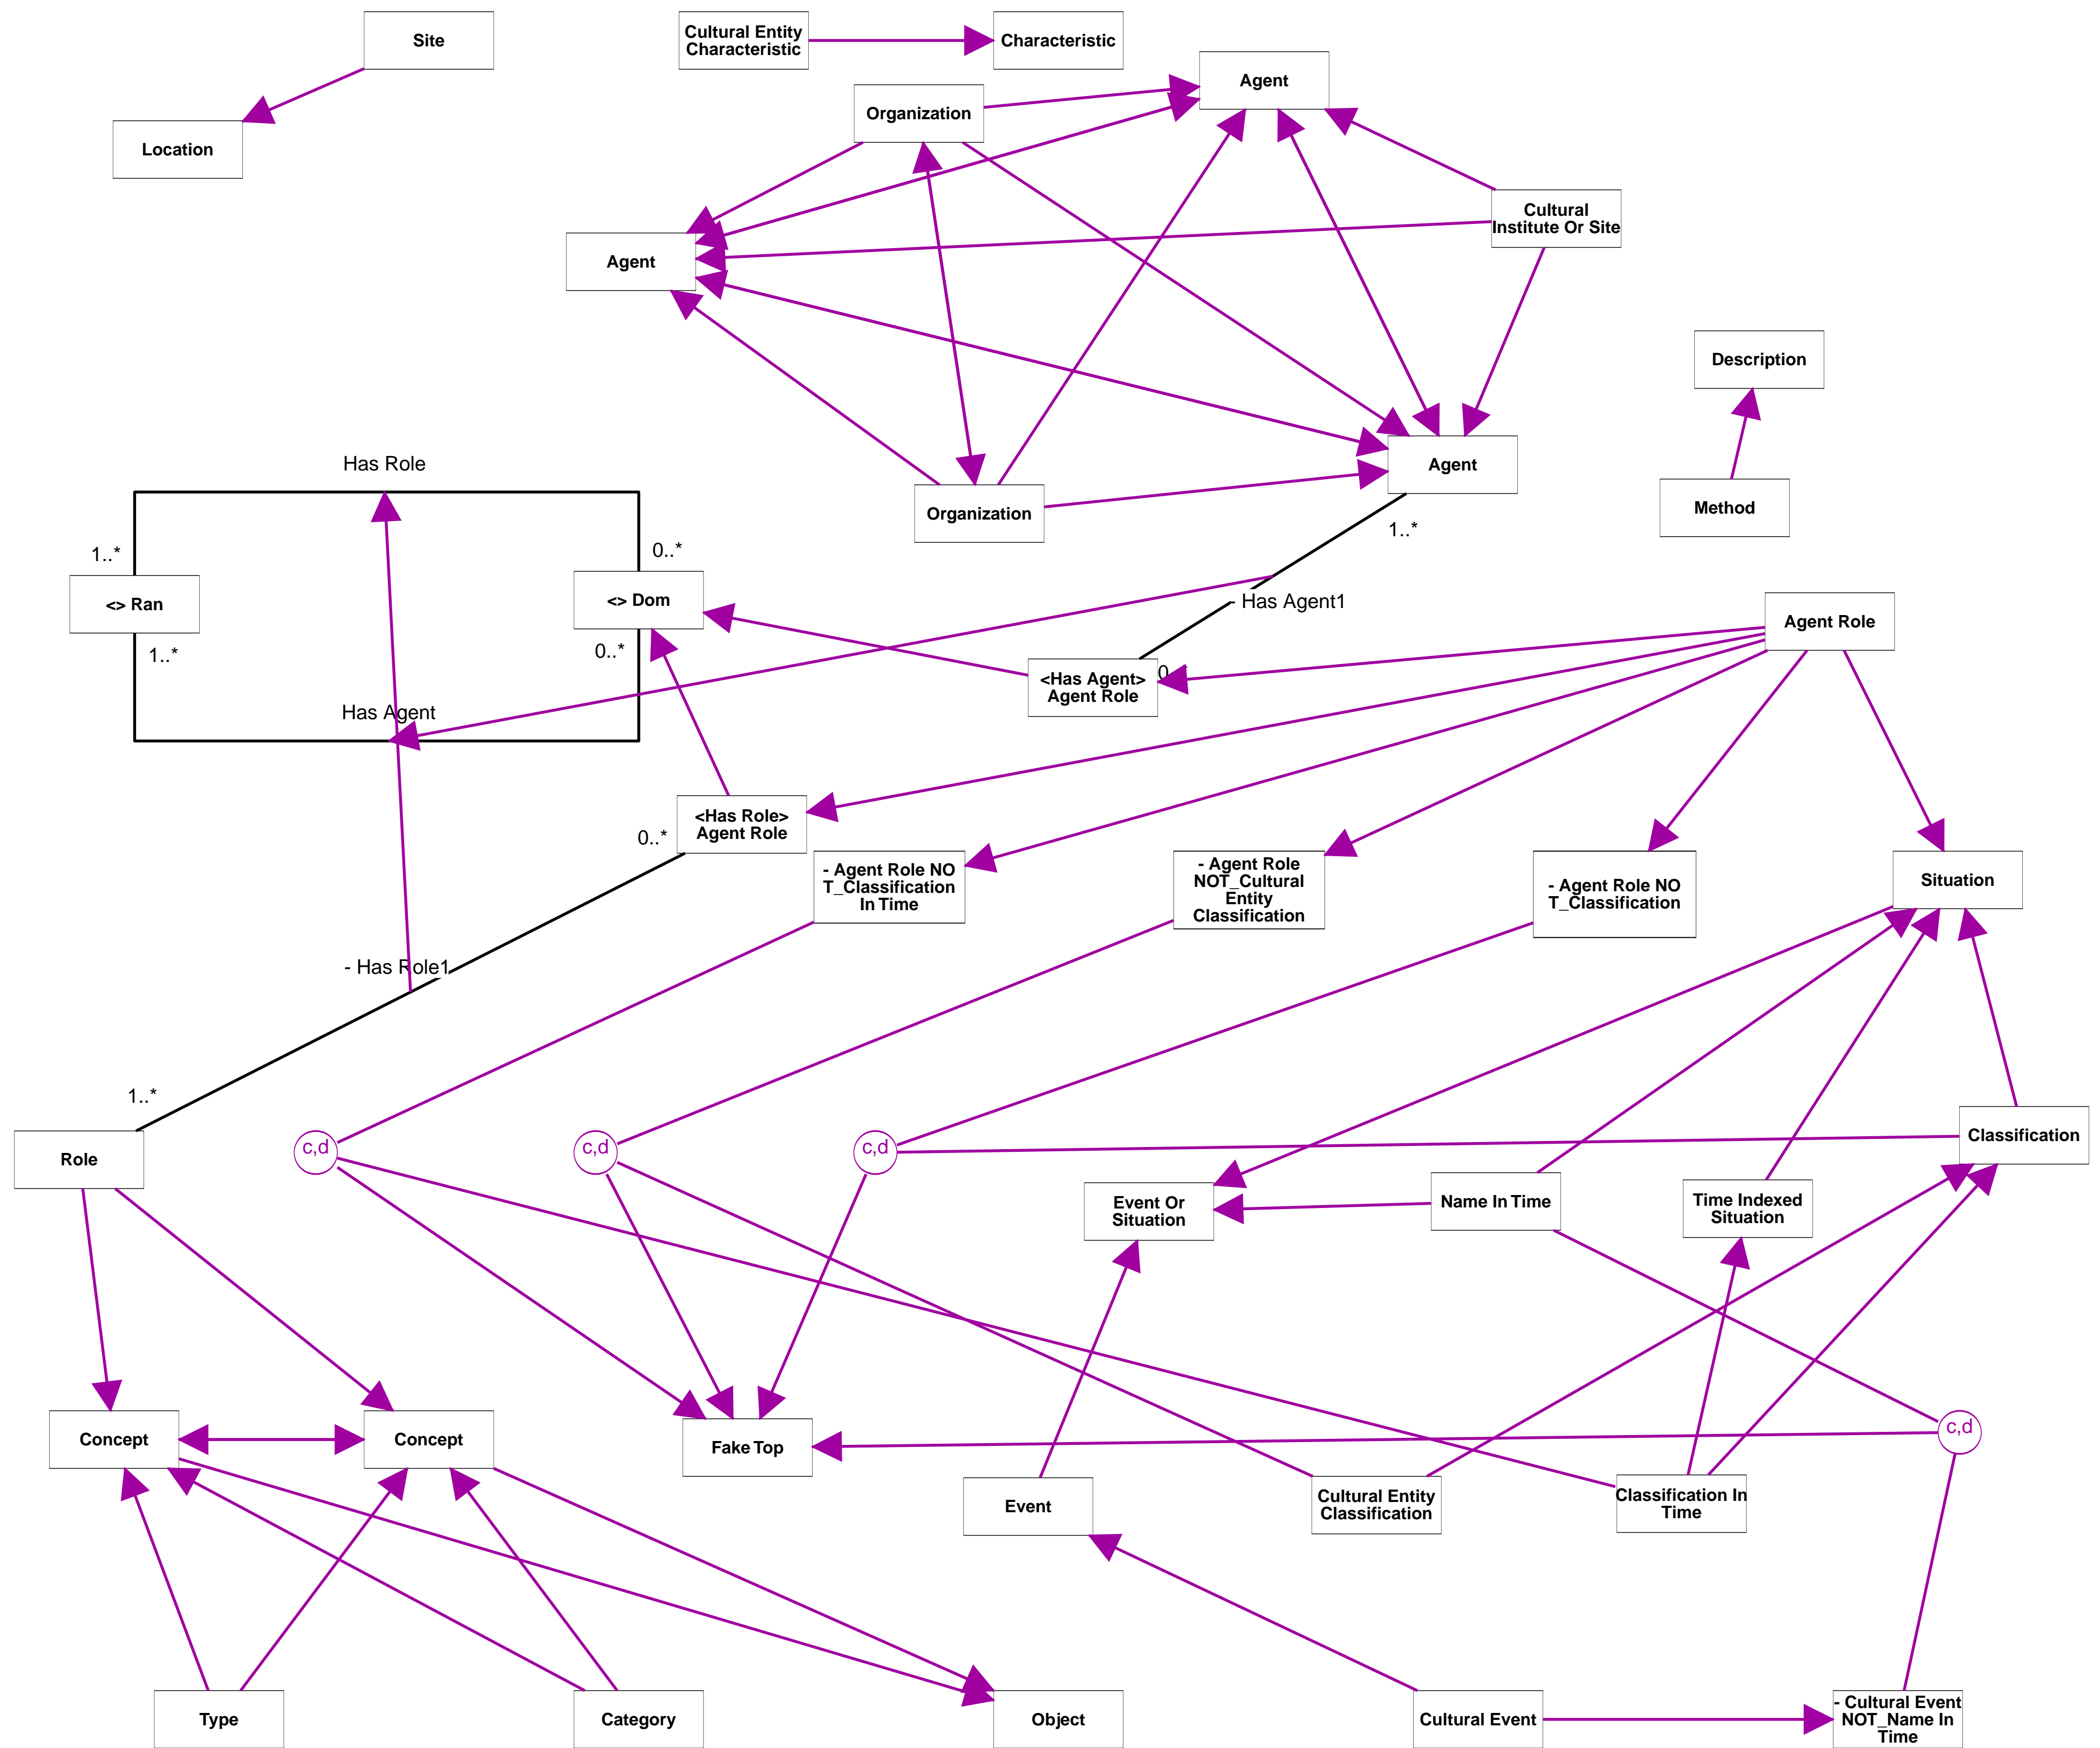 Site
Cultural Entity
Characteristic
Characteristic
Agent
Organization
Location
Cultural
Institute Or Site
Agent
Description
Has Role
Agent
Method
Organization
1..*
1..*
0..*
<> Ran
<> Dom
- Has Agent1
Agent Role
1..*
0..*
0..*
<Has Agent>
Agent Role
Has Agent
<Has Role>
Agent Role
0..*
- Agent Role NO
T_Classification
In Time
- Agent Role
NOT_Cultural
Entity
Classification
- Agent Role NO
T_Classification
Situation
- Has Role1
1..*
Role
c,d
c,d
c,d
Classification
Event Or
Situation
Name In Time
Time Indexed
Situation
Concept
Concept
Fake Top
c,d
Event
Cultural Entity
Classification
Classification In
Time
Type
Category
Object
Cultural Event
- Cultural Event
NOT_Name In
Time